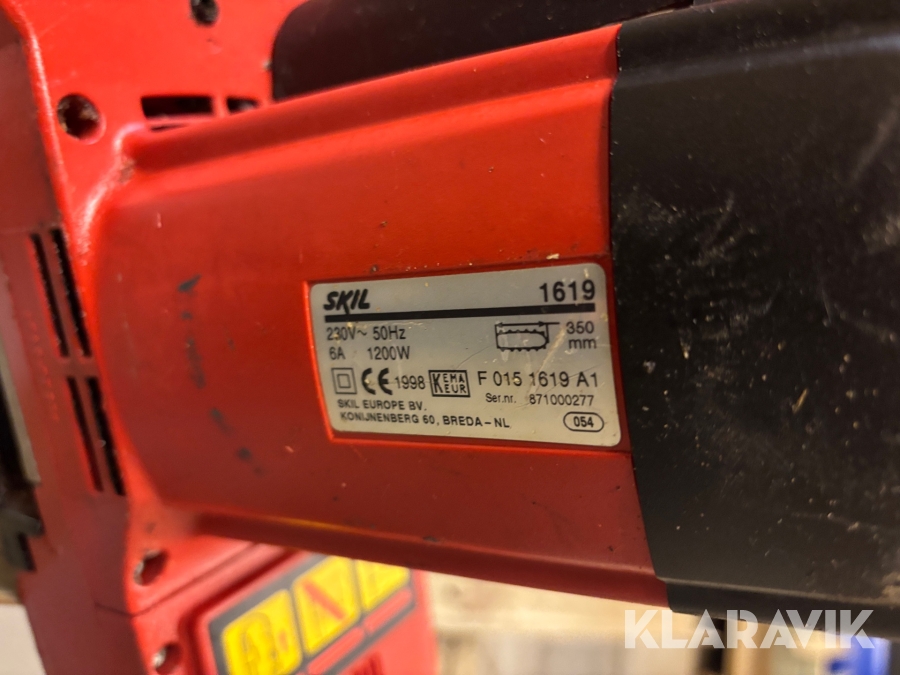 SKIL 1619
230V~ 50Hz 350 mm
6A 1200W
CE 1998 KEMA KEUR F 015 1619 A1
SKIL EUROPE BV. Ser.nr. 871000277
KONIJNENBERG 60, BREDA-NL 054
KLARAVIK